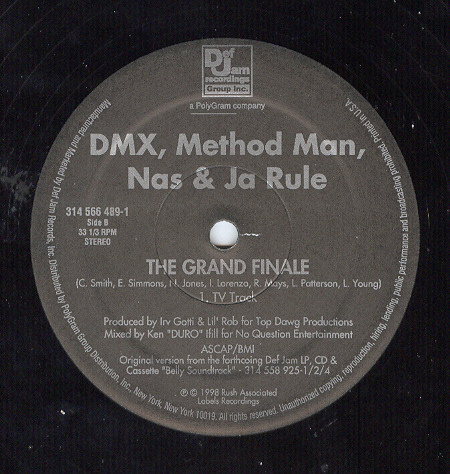 Def Jam
recordings
Group Inc.
a PolyGram company
DMX, Method Man,
Nas & Ja Rule
314 566 489-1
Side B
33 1/3 RPM
STEREO
THE GRAND FINALE
(C. Smith, E. Simmons, N. Jones, I. Lorenzo, R. Mays, L. Patterson, L. Young)
1. TV Track
Produced by Irv Gotti & Lil' Rob for Top Dawg Productions
Mixed by Ken "DURO" Ifill for No Question Entertainment
ASCAP/BMI
Original version from the forthcoming Def Jam LP, CD &
Cassette "Belly Soundtrack" - 314 558 925-1/2/4
℗ © 1998 Rush Associated
Labels Recordings
Manufactured and Marketed by Def Jam Records, Inc. Distributed by PolyGram Group Distribution, Inc., New York, New York 10019. All rights reserved. Unauthorized copying, reproduction, hiring, lending, public performance and broadcasting prohibited. Printed in U.S.A.